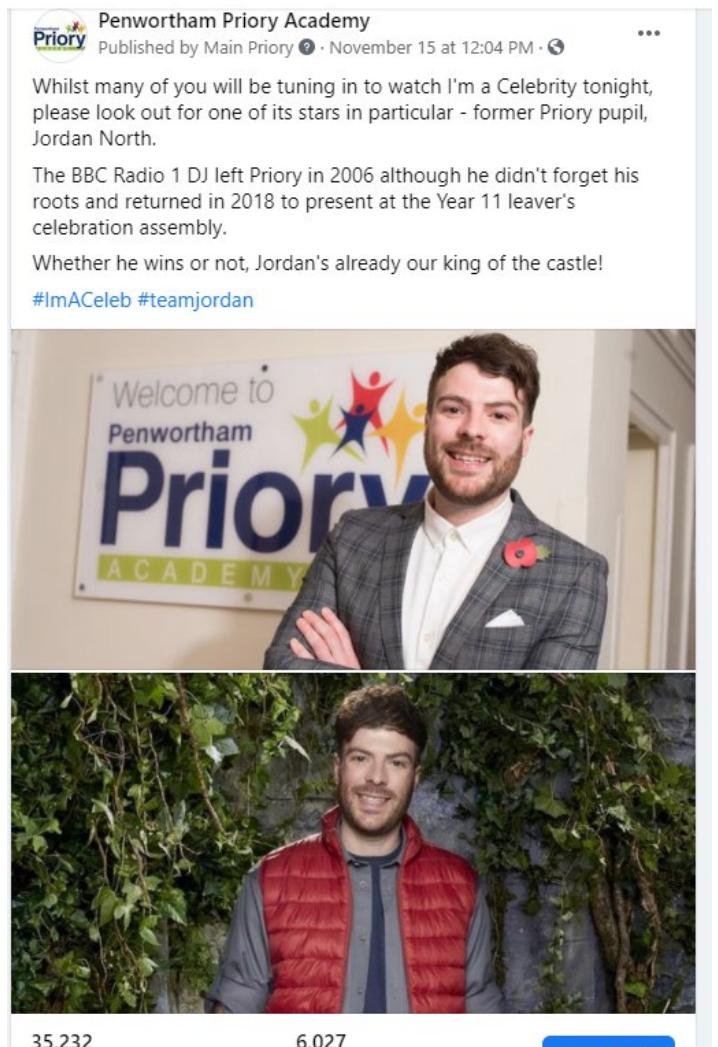 Penwortham
Priory
ACADEMY
Penwortham Priory Academy
Published by Main Priory ? · November 15 at 12:04 PM ·
Whilst many of you will be tuning in to watch I'm a Celebrity tonight,
please look out for one of its stars in particular - former Priory pupil,
Jordan North.
The BBC Radio 1 DJ left Priory in 2006 although he didn't forget his
roots and returned in 2018 to present at the Year 11 leaver's
celebration assembly.
Whether he wins or not, Jordan's already our king of the castle!
#ImACeleb #teamjordan
Welcome to
Penwortham
Priory
ACADEMY
35,232 6,027